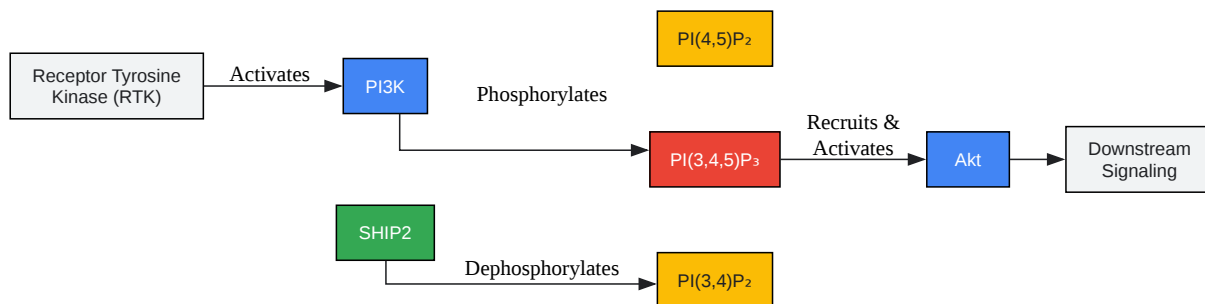 PI(4,5)P₂
Receptor Tyrosine
Kinase (RTK)
Activates
PI3K
Phosphorylates
PI(3,4,5)P₃
Recruits &
Activates
Akt
Downstream
Signaling
SHIP2
Dephosphorylates
PI(3,4)P₂